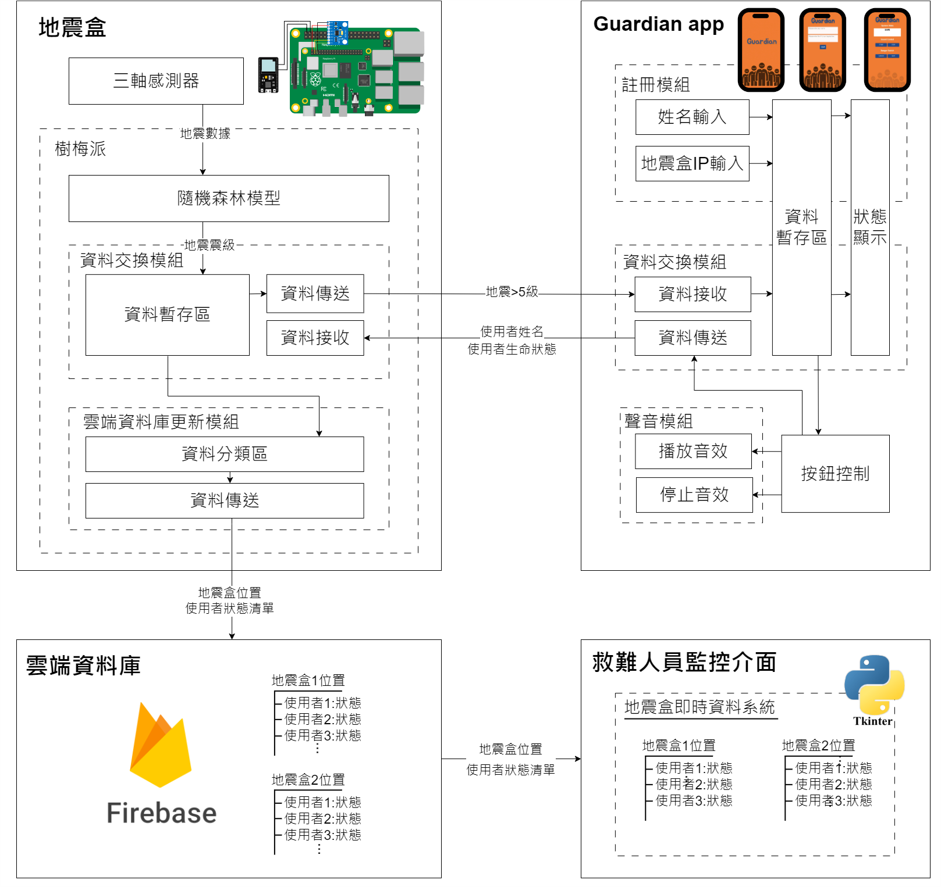 地震盒
三軸感測器
地震數據
樹梅派
隨機森林模型
地震震級
資料交換模組
資料暫存區
資料傳送
資料接收
雲端資料庫更新模組
資料分類區
資料傳送
地震>5級
使用者姓名
使用者生命狀態
Guardian app
Guardian
註冊模組
姓名輸入
地震盒IP輸入
資料
暫存區
狀態
顯示
資料交換模組
資料接收
資料傳送
聲音模組
播放音效
停止音效
按鈕控制
地震盒位置
使用者狀態清單
雲端資料庫
Firebase
地震盒1位置
使用者1:狀態
使用者2:狀態
使用者3:狀態
地震盒2位置
使用者1:狀態
使用者2:狀態
使用者3:狀態
地震盒位置
使用者狀態清單
救難人員監控介面
Tkinter
地震盒即時資料系統
地震盒1位置
使用者1:狀態
使用者2:狀態
使用者3:狀態
地震盒2位置
使用者1:狀態
使用者2:狀態
使用者3:狀態